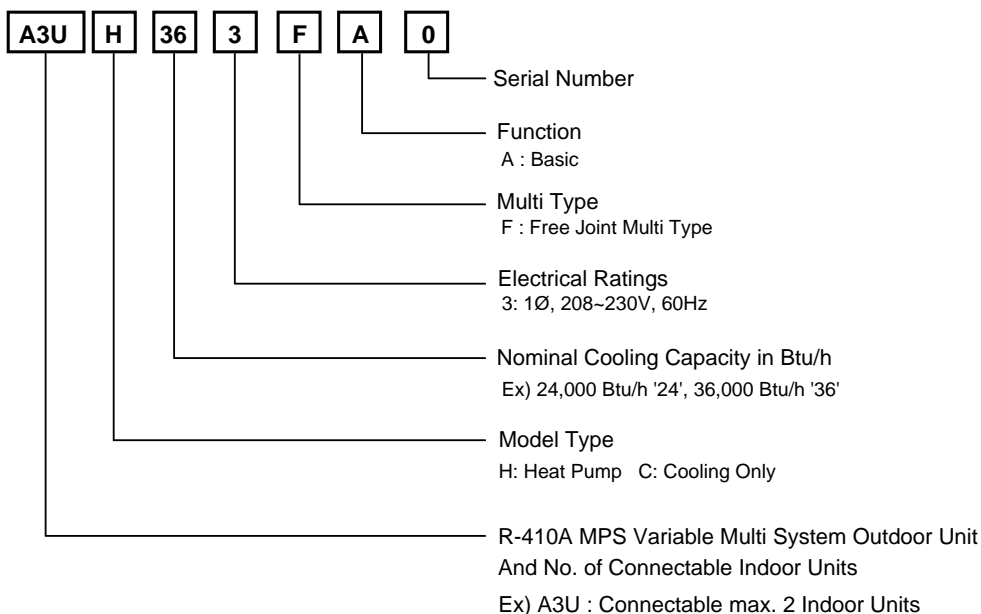 A3U H 36 3 F A 0
Serial Number
Function
A : Basic
Multi Type
F : Free Joint Multi Type
Electrical Ratings
3: 1Ø, 208~230V, 60Hz
Nominal Cooling Capacity in Btu/h
Ex) 24,000 Btu/h '24', 36,000 Btu/h '36'
Model Type
H: Heat Pump C: Cooling Only
R-410A MPS Variable Multi System Outdoor Unit
And No. of Connectable Indoor Units
Ex) A3U : Connectable max. 2 Indoor Units